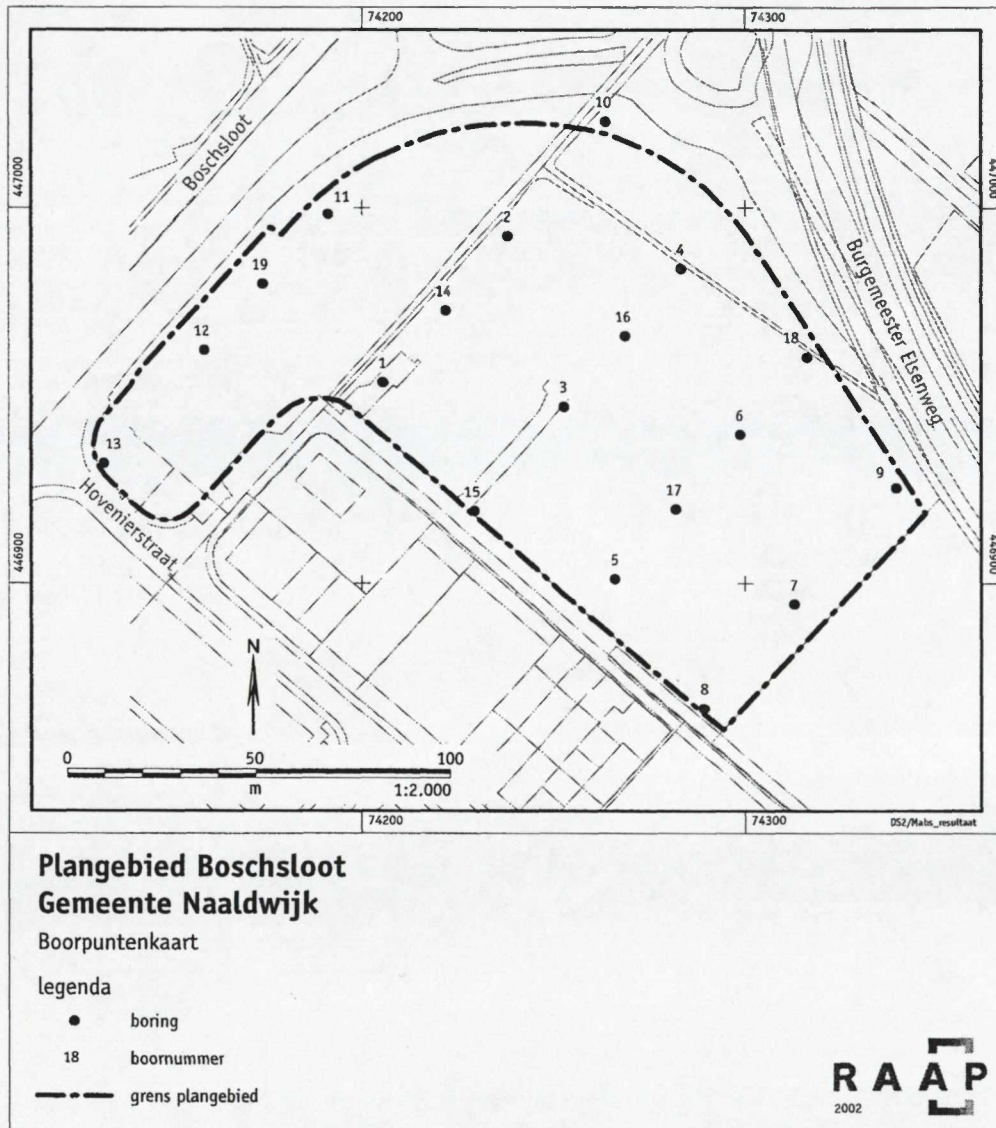 74200
74300
447000
447000
Boschsloot
10
11
2
4
19
14
16
18
12
1
3
Burgemeester Elsenweg
6
13
9
15
17
Hovenierstraat
5
7
446900
446900
N
8
0
50
100
m
1:2.000
74200
74300
DS2/Mabs_resultaat
Plangebied Boschsloot
Gemeente Naaldwijk
Boorpuntenkaart
legenda
boring
18
boornummer
grens plangebied
RAAP
2002